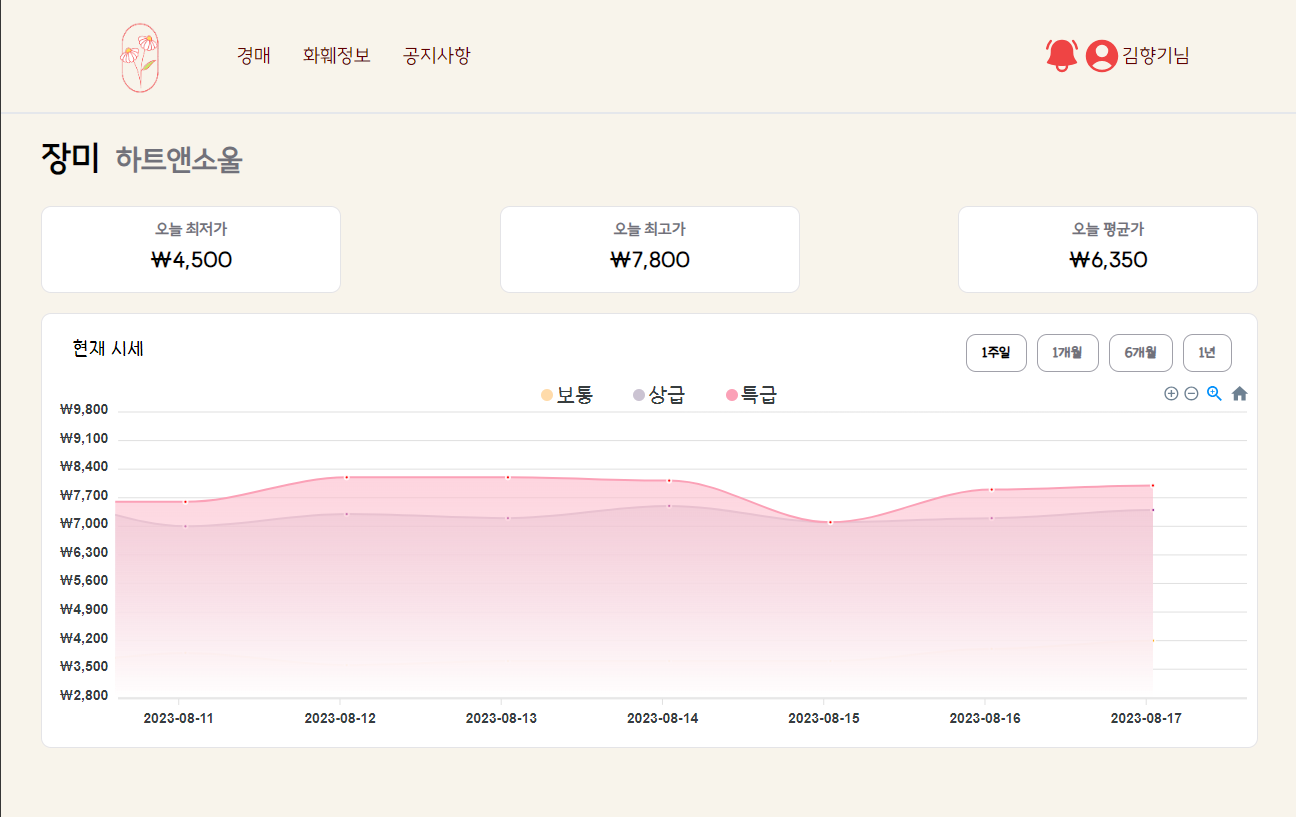 경매 화훼정보 공지사항 김향기님
장미 하트앤소울
오늘 최저가
₩4,500
오늘 최고가
₩7,800
오늘 평균가
₩6,350
현재 시세
1주일 1개월 6개월 1년
보통 상급 특급
₩9,800
₩9,100
₩8,400
₩7,700
₩7,000
₩6,300
₩5,600
₩4,900
₩4,200
₩3,500
₩2,800
2023-08-11 2023-08-12 2023-08-13 2023-08-14 2023-08-15 2023-08-16 2023-08-17